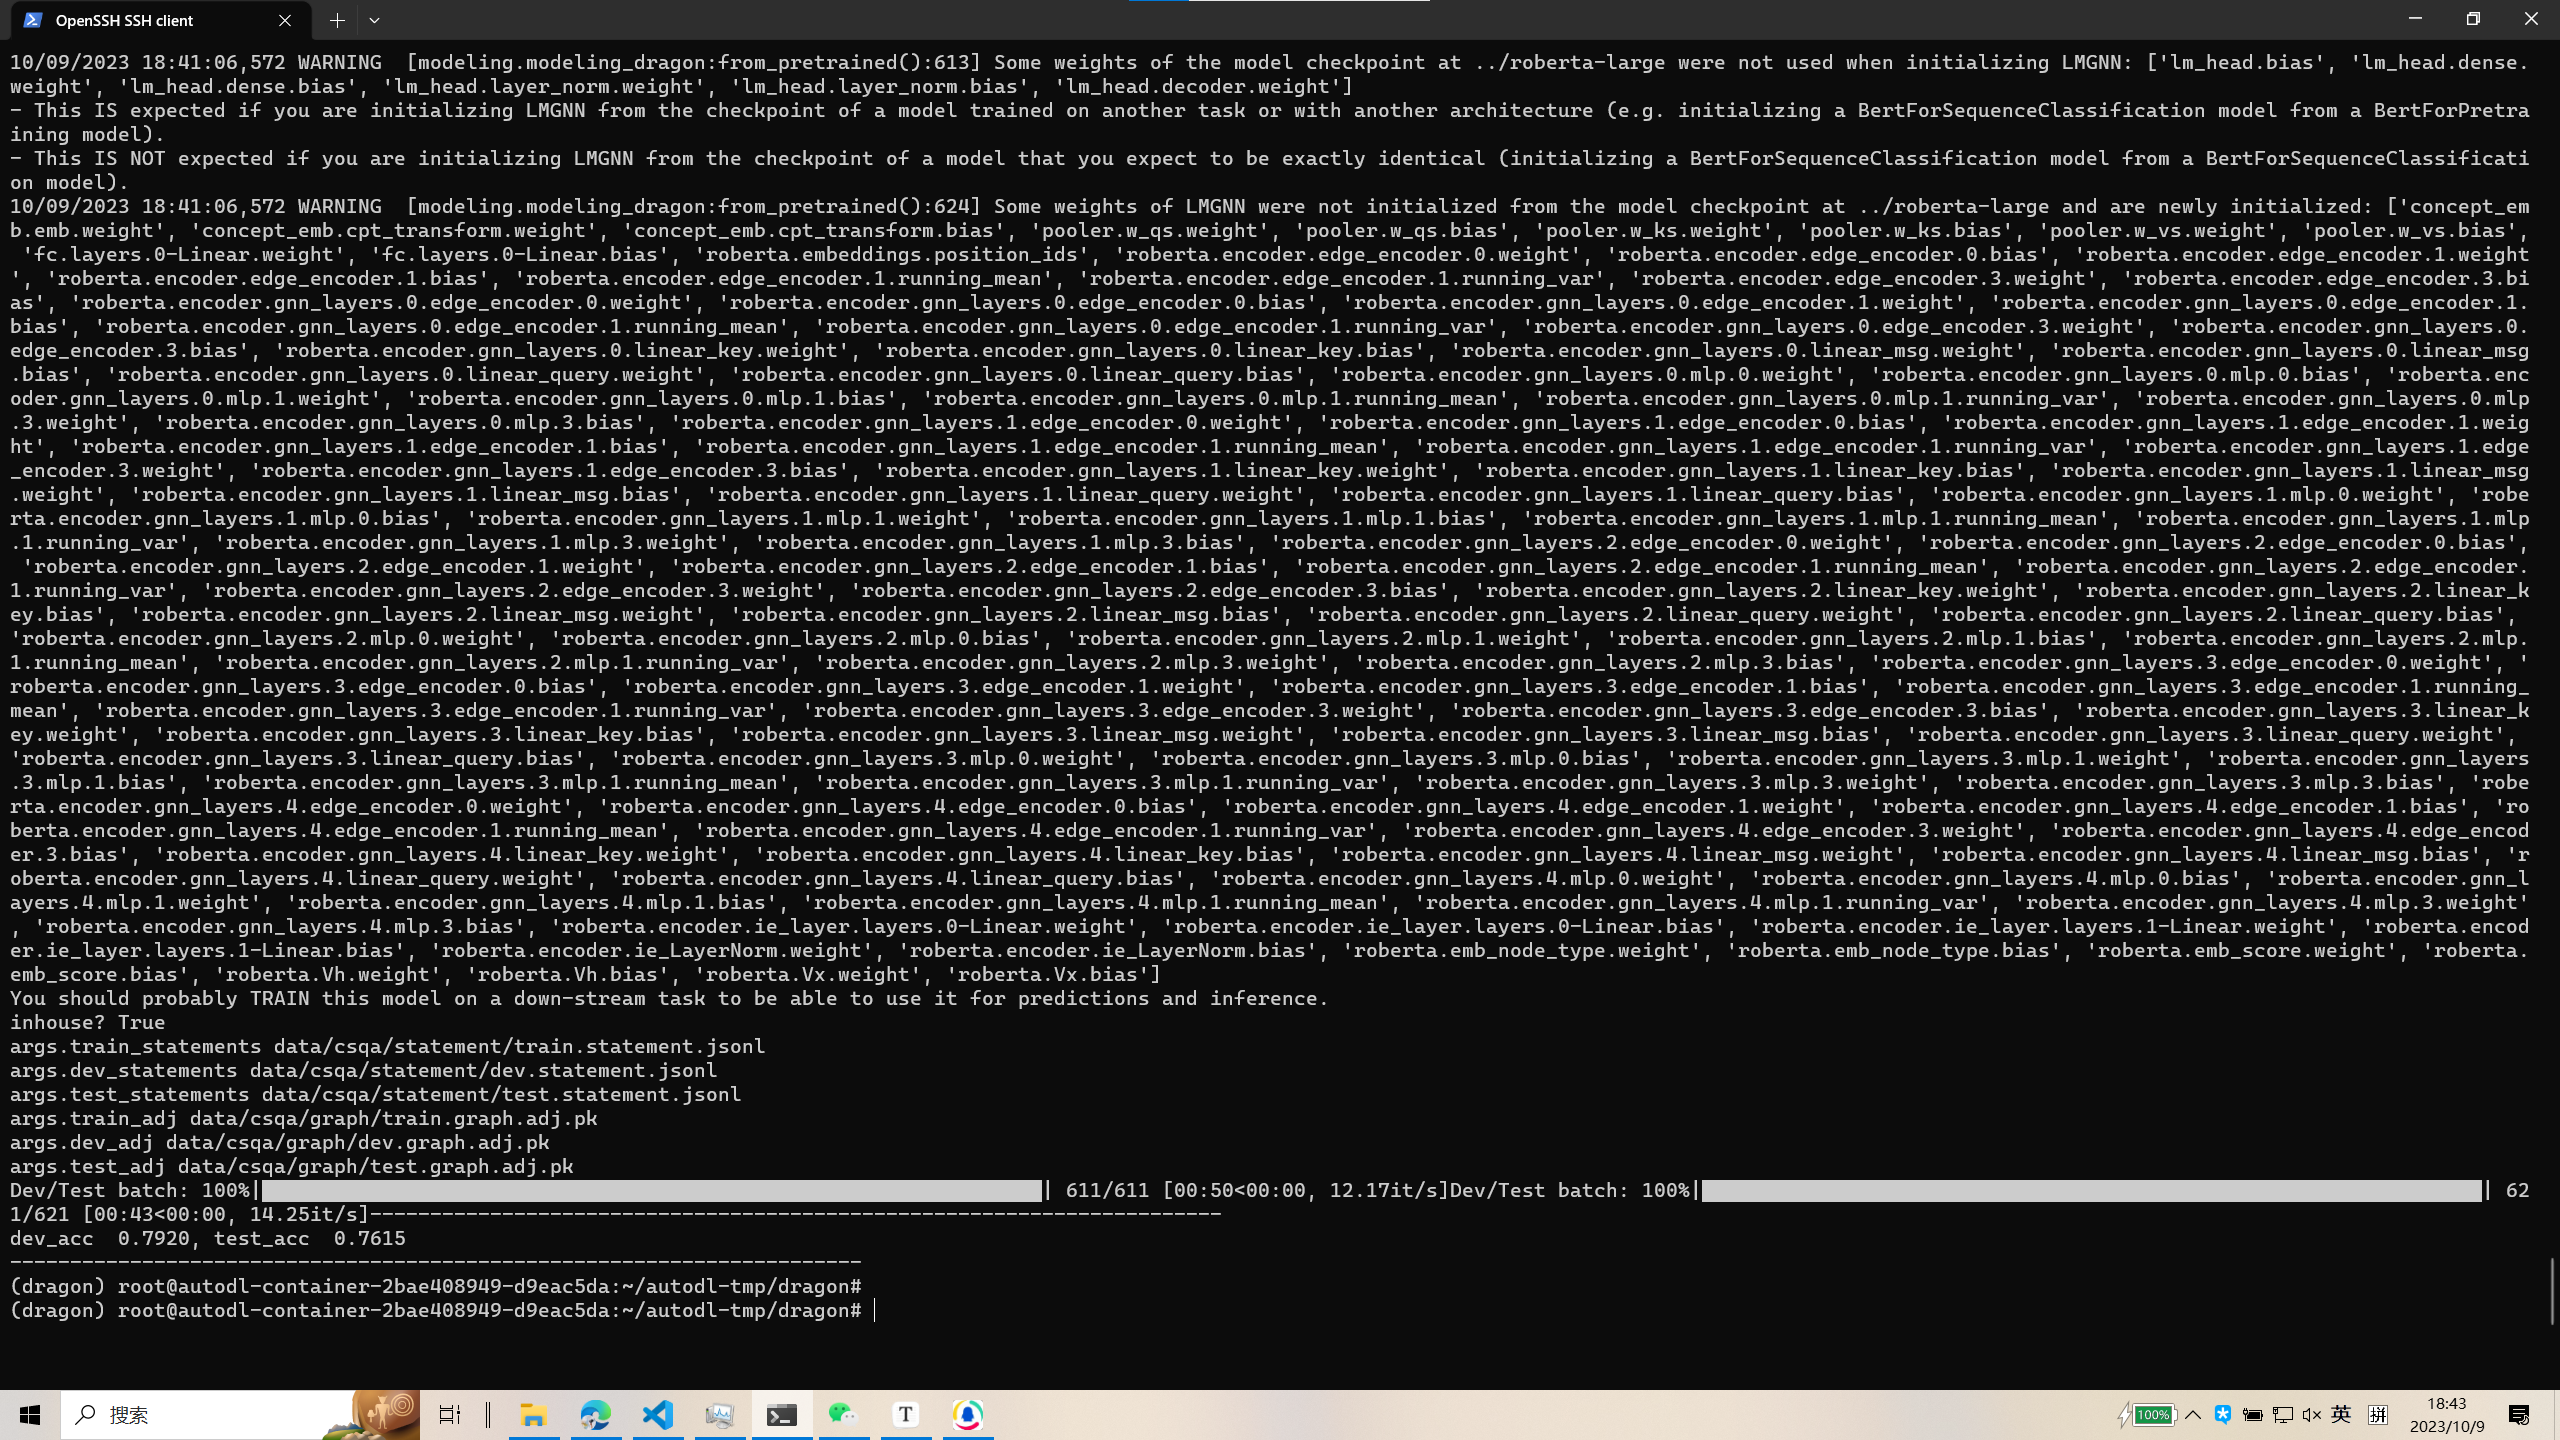 OpenSSH SSH client
10/09/2023 18:41:06,572 WARNING  [modeling.modeling_dragon:from_pretrained():613] Some weights of the model checkpoint at ../roberta-large were not used when initializing LMGNN: ['lm_head.bias', 'lm_head.dense.
weight', 'lm_head.dense.bias', 'lm_head.layer_norm.weight', 'lm_head.layer_norm.bias', 'lm_head.decoder.weight']
- This IS expected if you are initializing LMGNN from the checkpoint of a model trained on another task or with another architecture (e.g. initializing a BertForSequenceClassification model from a BertForPretra
ining model).
- This IS NOT expected if you are initializing LMGNN from the checkpoint of a model that you expect to be exactly identical (initializing a BertForSequenceClassification model from a BertForSequenceClassificati
on model).
10/09/2023 18:41:06,572 WARNING  [modeling.modeling_dragon:from_pretrained():624] Some weights of LMGNN were not initialized from the model checkpoint at ../roberta-large and are newly initialized: ['concept_em
b.emb.weight', 'concept_emb.cpt_transform.weight', 'concept_emb.cpt_transform.bias', 'pooler.w_qs.weight', 'pooler.w_qs.bias', 'pooler.w_ks.weight', 'pooler.w_ks.bias', 'pooler.w_vs.weight', 'pooler.w_vs.bias',
 'fc.layers.0-Linear.weight', 'fc.layers.0-Linear.bias', 'roberta.embeddings.position_ids', 'roberta.encoder.edge_encoder.0.weight', 'roberta.encoder.edge_encoder.0.bias', 'roberta.encoder.edge_encoder.1.weight
', 'roberta.encoder.edge_encoder.1.bias', 'roberta.encoder.edge_encoder.1.running_mean', 'roberta.encoder.edge_encoder.1.running_var', 'roberta.encoder.edge_encoder.3.weight', 'roberta.encoder.edge_encoder.3.bi
as', 'roberta.encoder.gnn_layers.0.edge_encoder.0.weight', 'roberta.encoder.gnn_layers.0.edge_encoder.0.bias', 'roberta.encoder.gnn_layers.0.edge_encoder.1.weight', 'roberta.encoder.gnn_layers.0.edge_encoder.1.
bias', 'roberta.encoder.gnn_layers.0.edge_encoder.1.running_mean', 'roberta.encoder.gnn_layers.0.edge_encoder.1.running_var', 'roberta.encoder.gnn_layers.0.edge_encoder.3.weight', 'roberta.encoder.gnn_layers.0.
edge_encoder.3.bias', 'roberta.encoder.gnn_layers.0.linear_key.weight', 'roberta.encoder.gnn_layers.0.linear_key.bias', 'roberta.encoder.gnn_layers.0.linear_msg.weight', 'roberta.encoder.gnn_layers.0.linear_msg
.bias', 'roberta.encoder.gnn_layers.0.linear_query.weight', 'roberta.encoder.gnn_layers.0.linear_query.bias', 'roberta.encoder.gnn_layers.0.mlp.0.weight', 'roberta.encoder.gnn_layers.0.mlp.0.bias', 'roberta.enc
oder.gnn_layers.0.mlp.1.weight', 'roberta.encoder.gnn_layers.0.mlp.1.bias', 'roberta.encoder.gnn_layers.0.mlp.1.running_mean', 'roberta.encoder.gnn_layers.0.mlp.1.running_var', 'roberta.encoder.gnn_layers.0.mlp
.3.weight', 'roberta.encoder.gnn_layers.0.mlp.3.bias', 'roberta.encoder.gnn_layers.1.edge_encoder.0.weight', 'roberta.encoder.gnn_layers.1.edge_encoder.0.bias', 'roberta.encoder.gnn_layers.1.edge_encoder.1.weig
ht', 'roberta.encoder.gnn_layers.1.edge_encoder.1.bias', 'roberta.encoder.gnn_layers.1.edge_encoder.1.running_mean', 'roberta.encoder.gnn_layers.1.edge_encoder.1.running_var', 'roberta.encoder.gnn_layers.1.edge
_encoder.3.weight', 'roberta.encoder.gnn_layers.1.edge_encoder.3.bias', 'roberta.encoder.gnn_layers.1.linear_key.weight', 'roberta.encoder.gnn_layers.1.linear_key.bias', 'roberta.encoder.gnn_layers.1.linear_msg
.weight', 'roberta.encoder.gnn_layers.1.linear_msg.bias', 'roberta.encoder.gnn_layers.1.linear_query.weight', 'roberta.encoder.gnn_layers.1.linear_query.bias', 'roberta.encoder.gnn_layers.1.mlp.0.weight', 'robe
rta.encoder.gnn_layers.1.mlp.0.bias', 'roberta.encoder.gnn_layers.1.mlp.1.weight', 'roberta.encoder.gnn_layers.1.mlp.1.bias', 'roberta.encoder.gnn_layers.1.mlp.1.running_mean', 'roberta.encoder.gnn_layers.1.mlp
.1.running_var', 'roberta.encoder.gnn_layers.1.mlp.3.weight', 'roberta.encoder.gnn_layers.1.mlp.3.bias', 'roberta.encoder.gnn_layers.2.edge_encoder.0.weight', 'roberta.encoder.gnn_layers.2.edge_encoder.0.bias',
 'roberta.encoder.gnn_layers.2.edge_encoder.1.weight', 'roberta.encoder.gnn_layers.2.edge_encoder.1.bias', 'roberta.encoder.gnn_layers.2.edge_encoder.1.running_mean', 'roberta.encoder.gnn_layers.2.edge_encoder.
1.running_var', 'roberta.encoder.gnn_layers.2.edge_encoder.3.weight', 'roberta.encoder.gnn_layers.2.edge_encoder.3.bias', 'roberta.encoder.gnn_layers.2.linear_key.weight', 'roberta.encoder.gnn_layers.2.linear_k
ey.bias', 'roberta.encoder.gnn_layers.2.linear_msg.weight', 'roberta.encoder.gnn_layers.2.linear_msg.bias', 'roberta.encoder.gnn_layers.2.linear_query.weight', 'roberta.encoder.gnn_layers.2.linear_query.bias',
'roberta.encoder.gnn_layers.2.mlp.0.weight', 'roberta.encoder.gnn_layers.2.mlp.0.bias', 'roberta.encoder.gnn_layers.2.mlp.1.weight', 'roberta.encoder.gnn_layers.2.mlp.1.bias', 'roberta.encoder.gnn_layers.2.mlp.
1.running_mean', 'roberta.encoder.gnn_layers.2.mlp.1.running_var', 'roberta.encoder.gnn_layers.2.mlp.3.weight', 'roberta.encoder.gnn_layers.2.mlp.3.bias', 'roberta.encoder.gnn_layers.3.edge_encoder.0.weight', '
roberta.encoder.gnn_layers.3.edge_encoder.0.bias', 'roberta.encoder.gnn_layers.3.edge_encoder.1.weight', 'roberta.encoder.gnn_layers.3.edge_encoder.1.bias', 'roberta.encoder.gnn_layers.3.edge_encoder.1.running_
mean', 'roberta.encoder.gnn_layers.3.edge_encoder.1.running_var', 'roberta.encoder.gnn_layers.3.edge_encoder.3.weight', 'roberta.encoder.gnn_layers.3.edge_encoder.3.bias', 'roberta.encoder.gnn_layers.3.linear_k
ey.weight', 'roberta.encoder.gnn_layers.3.linear_key.bias', 'roberta.encoder.gnn_layers.3.linear_msg.weight', 'roberta.encoder.gnn_layers.3.linear_msg.bias', 'roberta.encoder.gnn_layers.3.linear_query.weight',
'roberta.encoder.gnn_layers.3.linear_query.bias', 'roberta.encoder.gnn_layers.3.mlp.0.weight', 'roberta.encoder.gnn_layers.3.mlp.0.bias', 'roberta.encoder.gnn_layers.3.mlp.1.weight', 'roberta.encoder.gnn_layers
.3.mlp.1.bias', 'roberta.encoder.gnn_layers.3.mlp.1.running_mean', 'roberta.encoder.gnn_layers.3.mlp.1.running_var', 'roberta.encoder.gnn_layers.3.mlp.3.weight', 'roberta.encoder.gnn_layers.3.mlp.3.bias', 'robe
rta.encoder.gnn_layers.4.edge_encoder.0.weight', 'roberta.encoder.gnn_layers.4.edge_encoder.0.bias', 'roberta.encoder.gnn_layers.4.edge_encoder.1.weight', 'roberta.encoder.gnn_layers.4.edge_encoder.1.bias', 'ro
berta.encoder.gnn_layers.4.edge_encoder.1.running_mean', 'roberta.encoder.gnn_layers.4.edge_encoder.1.running_var', 'roberta.encoder.gnn_layers.4.edge_encoder.3.weight', 'roberta.encoder.gnn_layers.4.edge_encod
er.3.bias', 'roberta.encoder.gnn_layers.4.linear_key.weight', 'roberta.encoder.gnn_layers.4.linear_key.bias', 'roberta.encoder.gnn_layers.4.linear_msg.weight', 'roberta.encoder.gnn_layers.4.linear_msg.bias', 'r
oberta.encoder.gnn_layers.4.linear_query.weight', 'roberta.encoder.gnn_layers.4.linear_query.bias', 'roberta.encoder.gnn_layers.4.mlp.0.weight', 'roberta.encoder.gnn_layers.4.mlp.0.bias', 'roberta.encoder.gnn_l
ayers.4.mlp.1.weight', 'roberta.encoder.gnn_layers.4.mlp.1.bias', 'roberta.encoder.gnn_layers.4.mlp.1.running_mean', 'roberta.encoder.gnn_layers.4.mlp.1.running_var', 'roberta.encoder.gnn_layers.4.mlp.3.weight'
, 'roberta.encoder.gnn_layers.4.mlp.3.bias', 'roberta.encoder.ie_layer.layers.0-Linear.weight', 'roberta.encoder.ie_layer.layers.0-Linear.bias', 'roberta.encoder.ie_layer.layers.1-Linear.weight', 'roberta.encod
er.ie_layer.layers.1-Linear.bias', 'roberta.encoder.ie_LayerNorm.weight', 'roberta.encoder.ie_LayerNorm.bias', 'roberta.emb_node_type.weight', 'roberta.emb_node_type.bias', 'roberta.emb_score.weight', 'roberta.
emb_score.bias', 'roberta.Vh.weight', 'roberta.Vh.bias', 'roberta.Vx.weight', 'roberta.Vx.bias']
You should probably TRAIN this model on a down-stream task to be able to use it for predictions and inference.
inhouse? True
args.train_statements data/csqa/statement/train.statement.jsonl
args.dev_statements data/csqa/statement/dev.statement.jsonl
args.test_statements data/csqa/statement/test.statement.jsonl
args.train_adj data/csqa/graph/train.graph.adj.pk
args.dev_adj data/csqa/graph/dev.graph.adj.pk
args.test_adj data/csqa/graph/test.graph.adj.pk
Dev/Test batch: 100%| | 611/611 [00:50<00:00, 12.17it/s]Dev/Test batch: 100%| | 62
1/621 [00:43<00:00, 14.25it/s]-----------------------------------------------------------------------
dev_acc  0.7920, test_acc  0.7615
-----------------------------------------------------------------------
(dragon) root@autodl-container-2bae408949-d9eac5da:~/autodl-tmp/dragon#
(dragon) root@autodl-container-2bae408949-d9eac5da:~/autodl-tmp/dragon#
搜索
T
100%
英
拼
18:43
2023/10/9